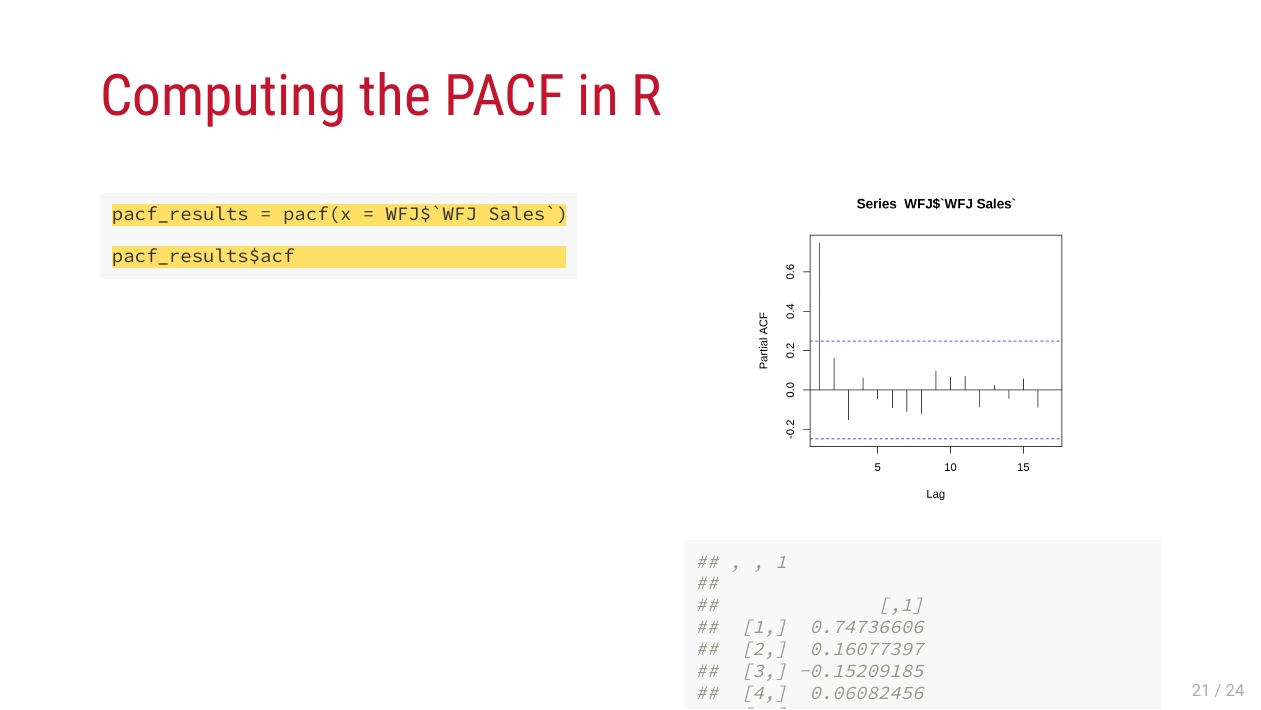 Computing the PACF in R
pacf_results = pacf(x = WFJ$`WFJ Sales`)
pacf_results$acf
Series  WFJ$`WFJ Sales`
Partial ACF
0.6
0.4
0.2
0.0
-0.2
5 10 15
Lag
## , , 1
##
##              [,1]
##  [1,]  0.74736606
##  [2,]  0.16077397
##  [3,] −0.15209185
##  [4,]  0.06082456
21 / 24